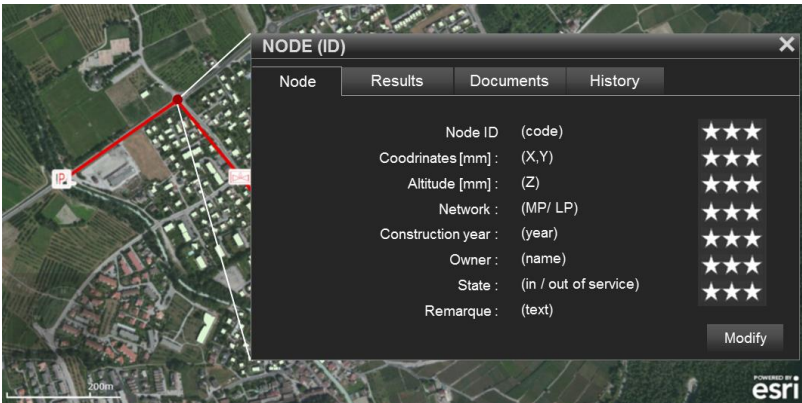 NODE (ID)
Node Results Documents History
Node ID (code)
Coodrinates [mm] : (X,Y)
Altitude [mm] : (Z)
Network : (MP/ LP)
Construction year : (year)
Owner : (name)
State : (in / out of service)
Remarque : (text)
Modify
IP
200m
POWERED BY
esri